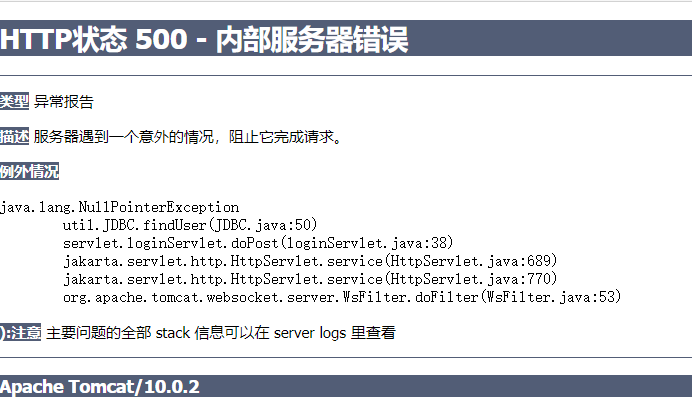 HTTP状态 500 - 内部服务器错误
类型 异常报告
描述 服务器遇到一个意外的情况，阻止它完成请求。
例外情况
java.lang.NullPointerException
util.JDBC.findUser(JDBC.java:50)
servlet.loginServlet.doPost(loginServlet.java:38)
jakarta.servlet.http.HttpServlet.service(HttpServlet.java:689)
jakarta.servlet.http.HttpServlet.service(HttpServlet.java:770)
org.apache.tomcat.websocket.server.WsFilter.doFilter(WsFilter.java:53)
):注意 主要问题的全部 stack 信息可以在 server logs 里查看
Apache Tomcat/10.0.2